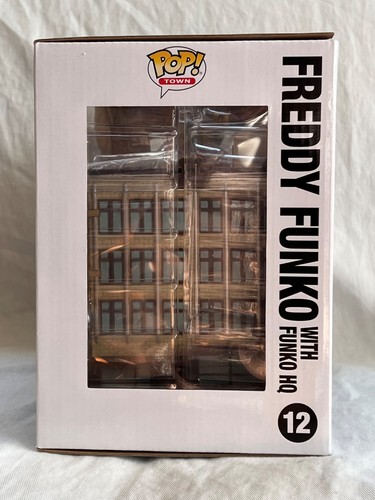 POP!
TOWN
FREDDY FUNKO WITH
FUNKO HQ
12